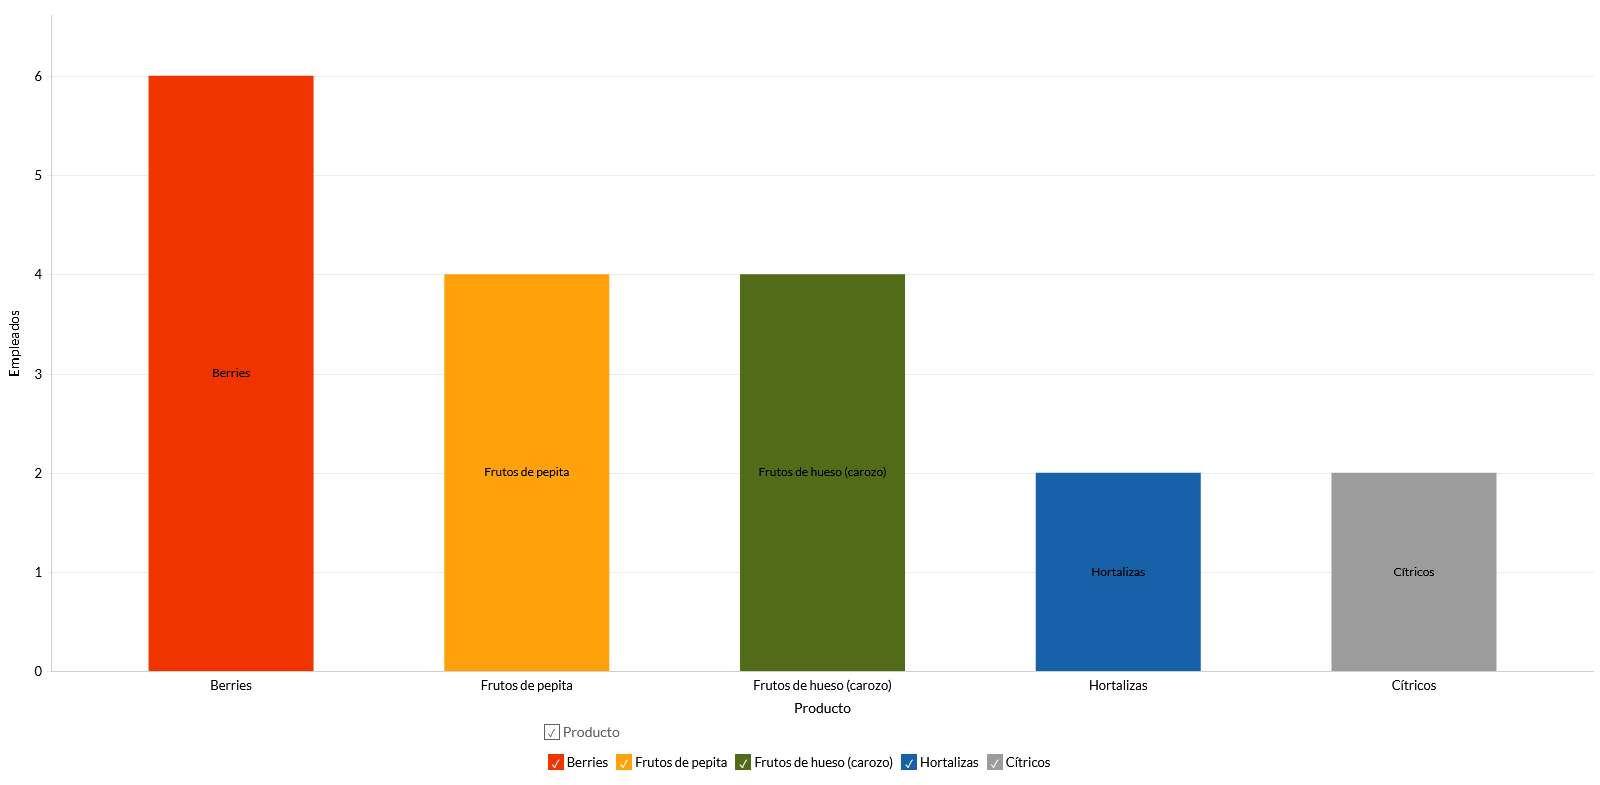 6
5
4
3
2
1
0
Empleados
Berries
Frutos de pepita
Frutos de hueso (carozo)
Hortalizas
Cítricos
Berries Frutos de pepita Frutos de hueso (carozo) Hortalizas Cítricos
Producto
✓ Producto
✓ Berries ✓ Frutos de pepita ✓ Frutos de hueso (carozo) ✓ Hortalizas ✓ Cítricos